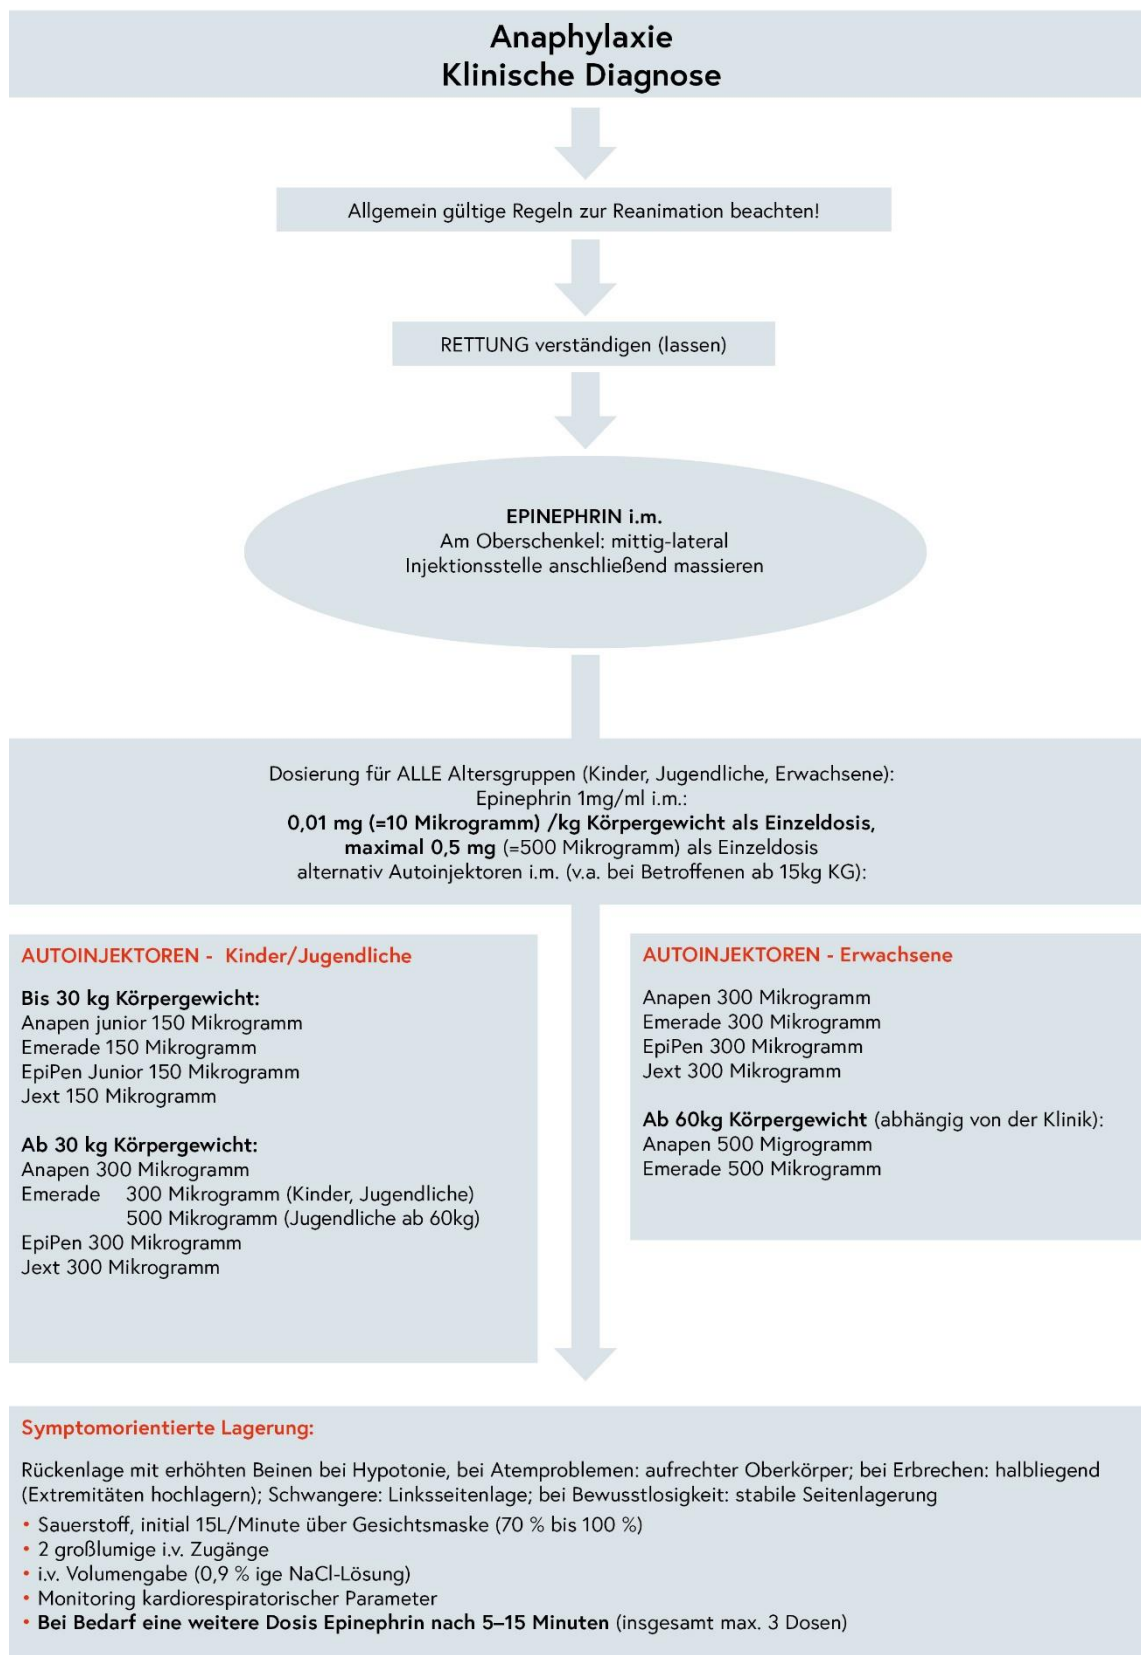 Anaphylaxie
Klinische Diagnose
Allgemein gültige Regeln zur Reanimation beachten!
RETTUNG verständigen (lassen)
EPINEPHRIN i.m.
Am Oberschenkel: mittig-lateral
Injektionsstelle anschließend massieren
Dosierung für ALLE Altersgruppen (Kinder, Jugendliche, Erwachsene):
Epinephrin 1mg/ml i.m.:
0,01 mg (=10 Mikrogramm) /kg Körpergewicht als Einzeldosis,
maximal 0,5 mg (=500 Mikrogramm) als Einzeldosis
alternativ Autoinjektoren i.m. (v.a. bei Betroffenen ab 15kg KG):
AUTOINJEKTOREN - Kinder/Jugendliche
Bis 30 kg Körpergewicht:
Anapen junior 150 Mikrogramm
Emerade 150 Mikrogramm
EpiPen Junior 150 Mikrogramm
Jext 150 Mikrogramm
Ab 30 kg Körpergewicht:
Anapen 300 Mikrogramm
Emerade 300 Mikrogramm (Kinder, Jugendliche)
500 Mikrogramm (Jugendliche ab 60kg)
EpiPen 300 Mikrogramm
Jext 300 Mikrogramm
AUTOINJEKTOREN - Erwachsene
Anapen 300 Mikrogramm
Emerade 300 Mikrogramm
EpiPen 300 Mikrogramm
Jext 300 Mikrogramm
Ab 60kg Körpergewicht (abhängig von der Klinik):
Anapen 500 Migrogramm
Emerade 500 Mikrogramm
Symptomorientierte Lagerung:
Rückenlage mit erhöhten Beinen bei Hypotonie, bei Atemproblemen: aufrechter Oberkörper; bei Erbrechen: halbliegend
(Extremitäten hochlagern); Schwangere: Linksseitenlage; bei Bewusstlosigkeit: stabile Seitenlagerung
• Sauerstoff, initial 15L/Minute über Gesichtsmaske (70 % bis 100 %)
• 2 großlumige i.v. Zugänge
• i.v. Volumengabe (0,9 % ige NaCl-Lösung)
• Monitoring kardiorespiratorischer Parameter
• Bei Bedarf eine weitere Dosis Epinephrin nach 5–15 Minuten (insgesamt max. 3 Dosen)